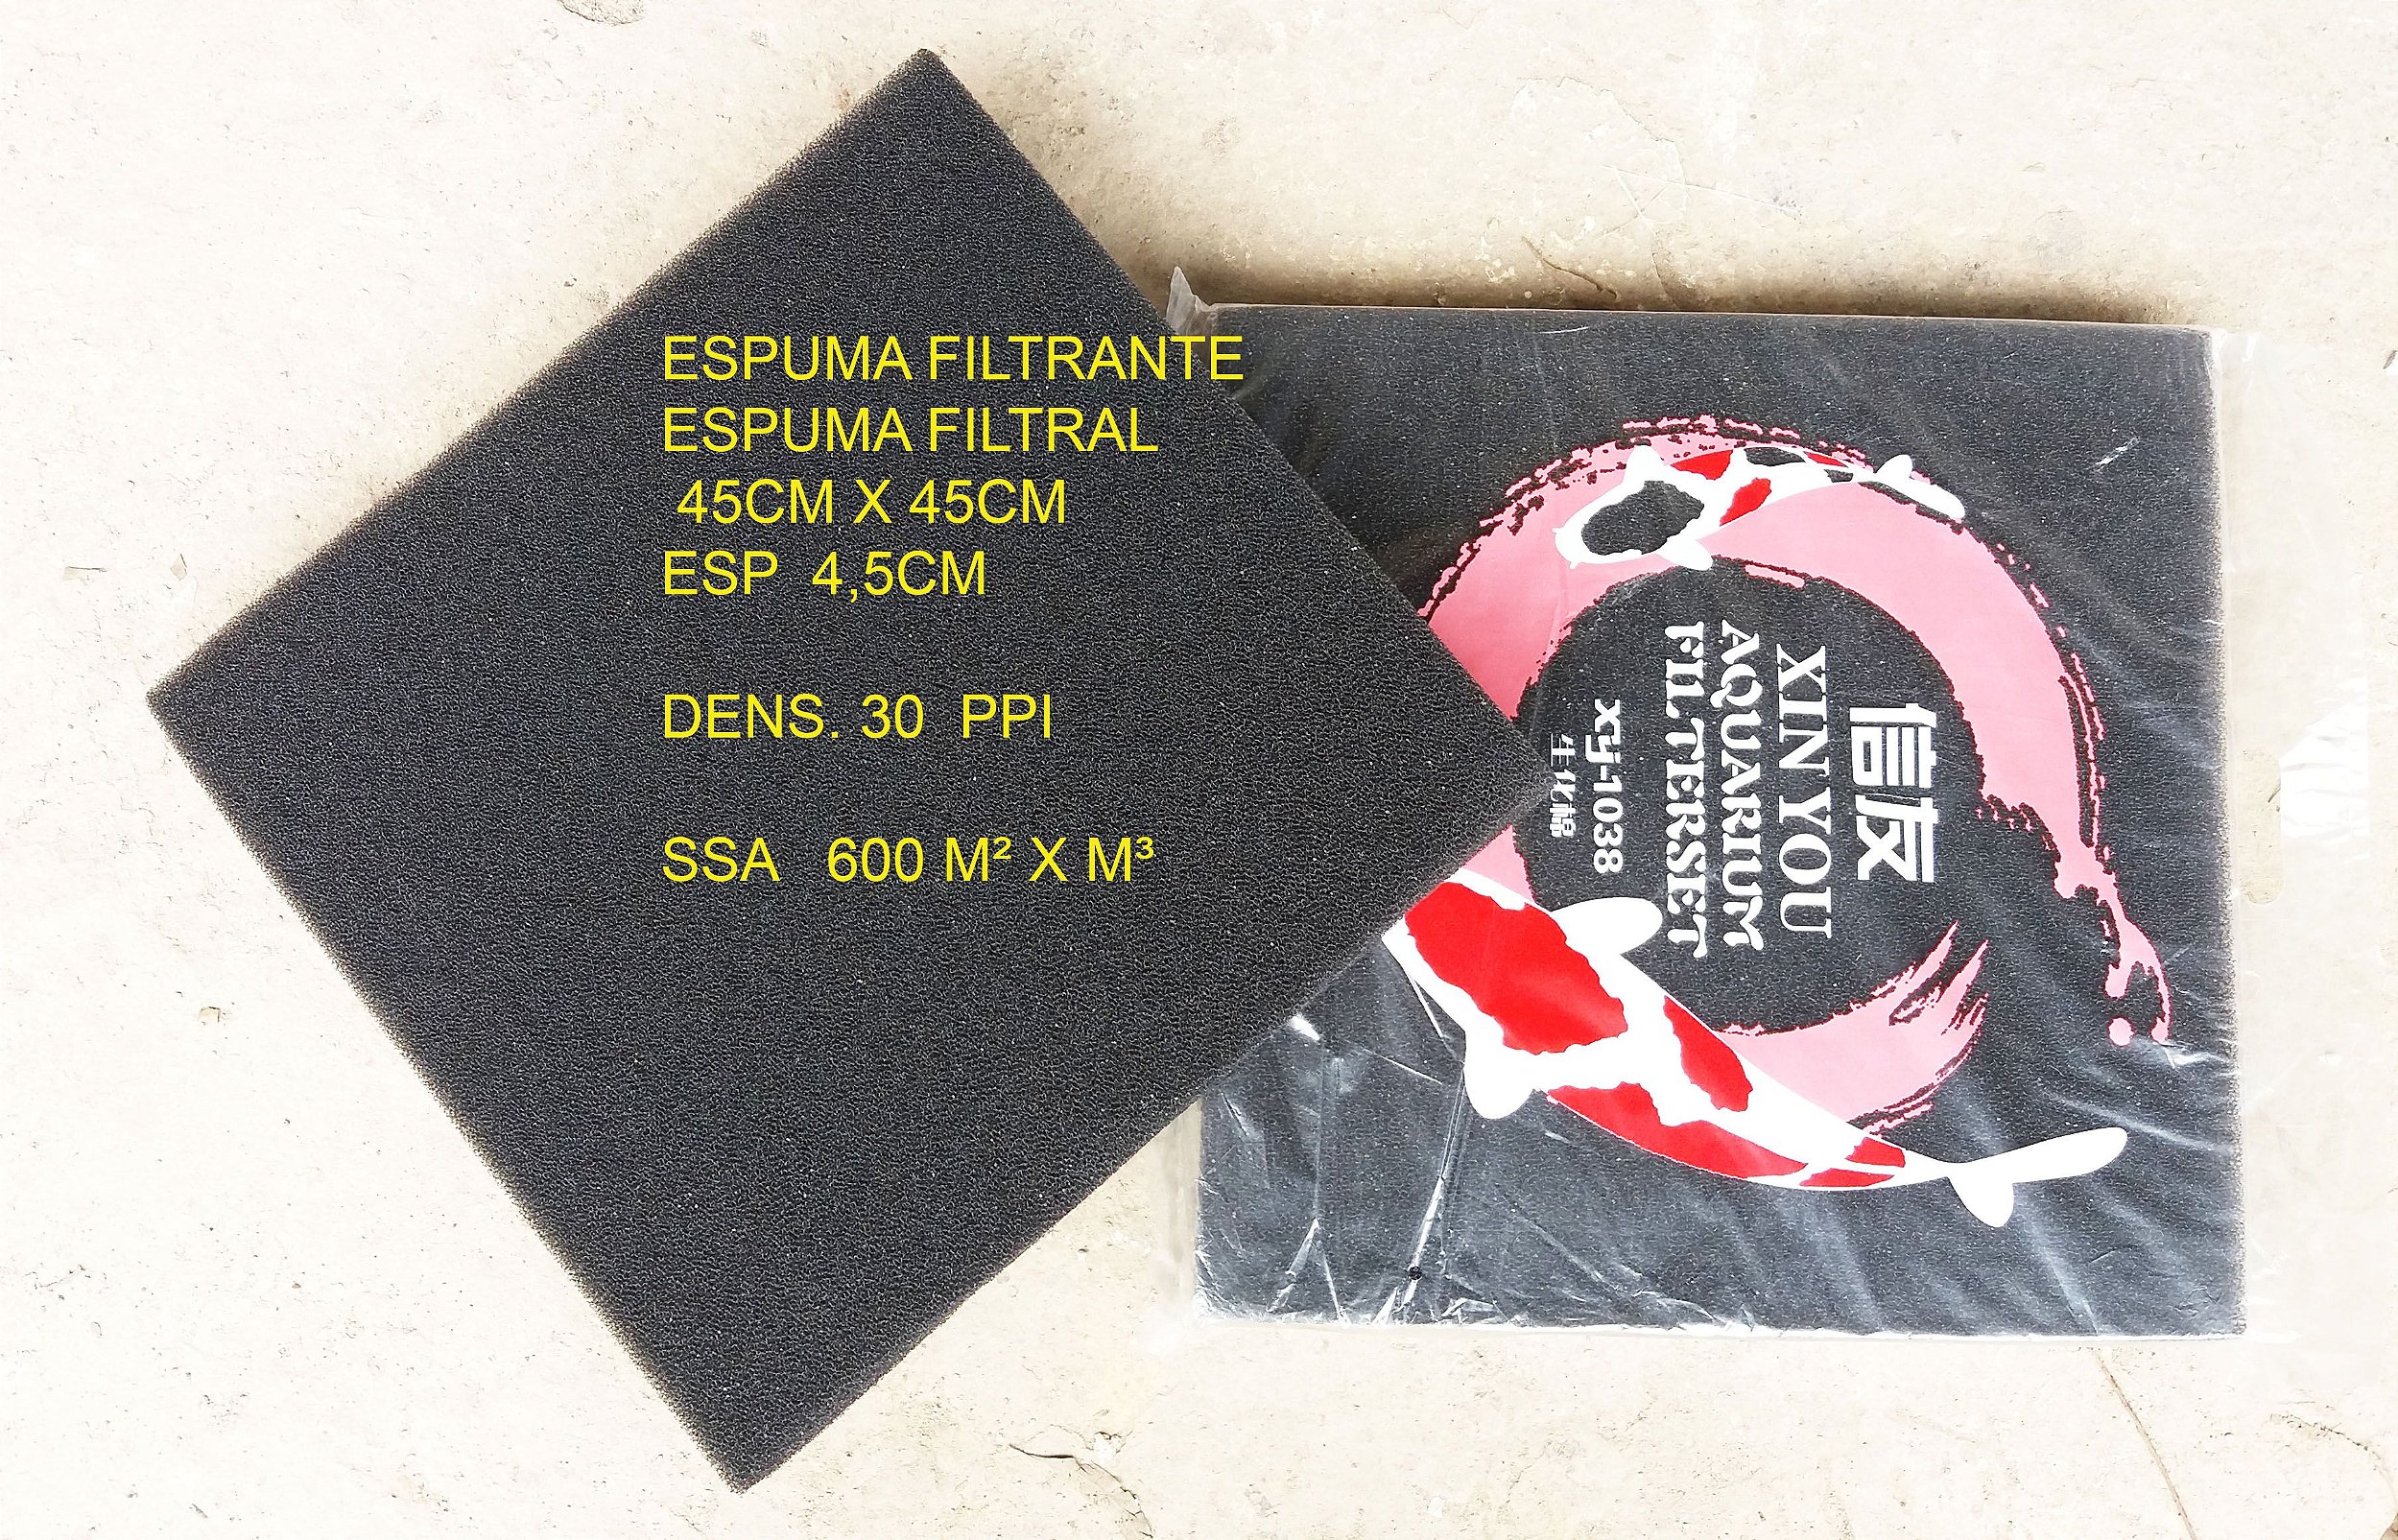 ESPUMA FILTRANTE
ESPUMA FILTRAL
45CM X 45CM
ESP 4,5CM
DENS. 30 PPI
SSA 600 M² X M³
信友
XIN YOU
AQUARIUM
FILTERSET
xy-1038
生化棉